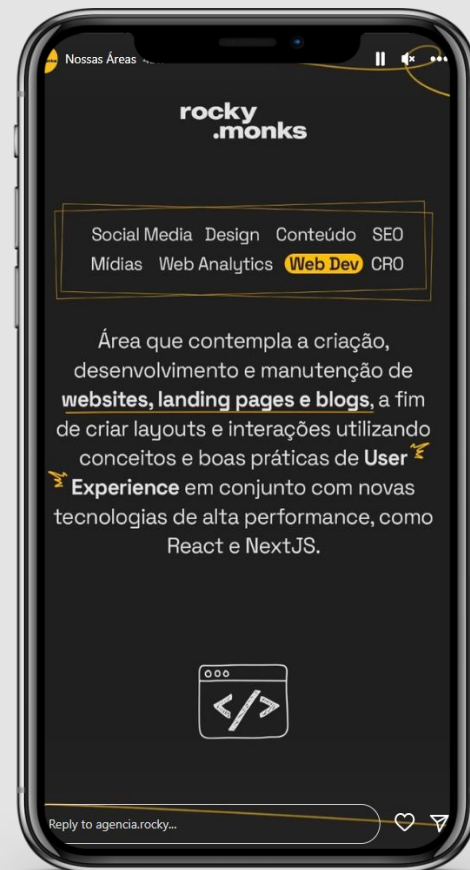 Nossas Áreas
rocky
.monks
Social Media Design Conteúdo SEO
Mídias Web Analytics Web Dev CRO
Área que contempla a criação,
desenvolvimento e manutenção de
websites, landing pages e blogs, a fim
de criar layouts e interações utilizando
conceitos e boas práticas de User
Experience em conjunto com novas
tecnologias de alta performance, como
React e NextJS.
</>
Reply to agencia.rocky...